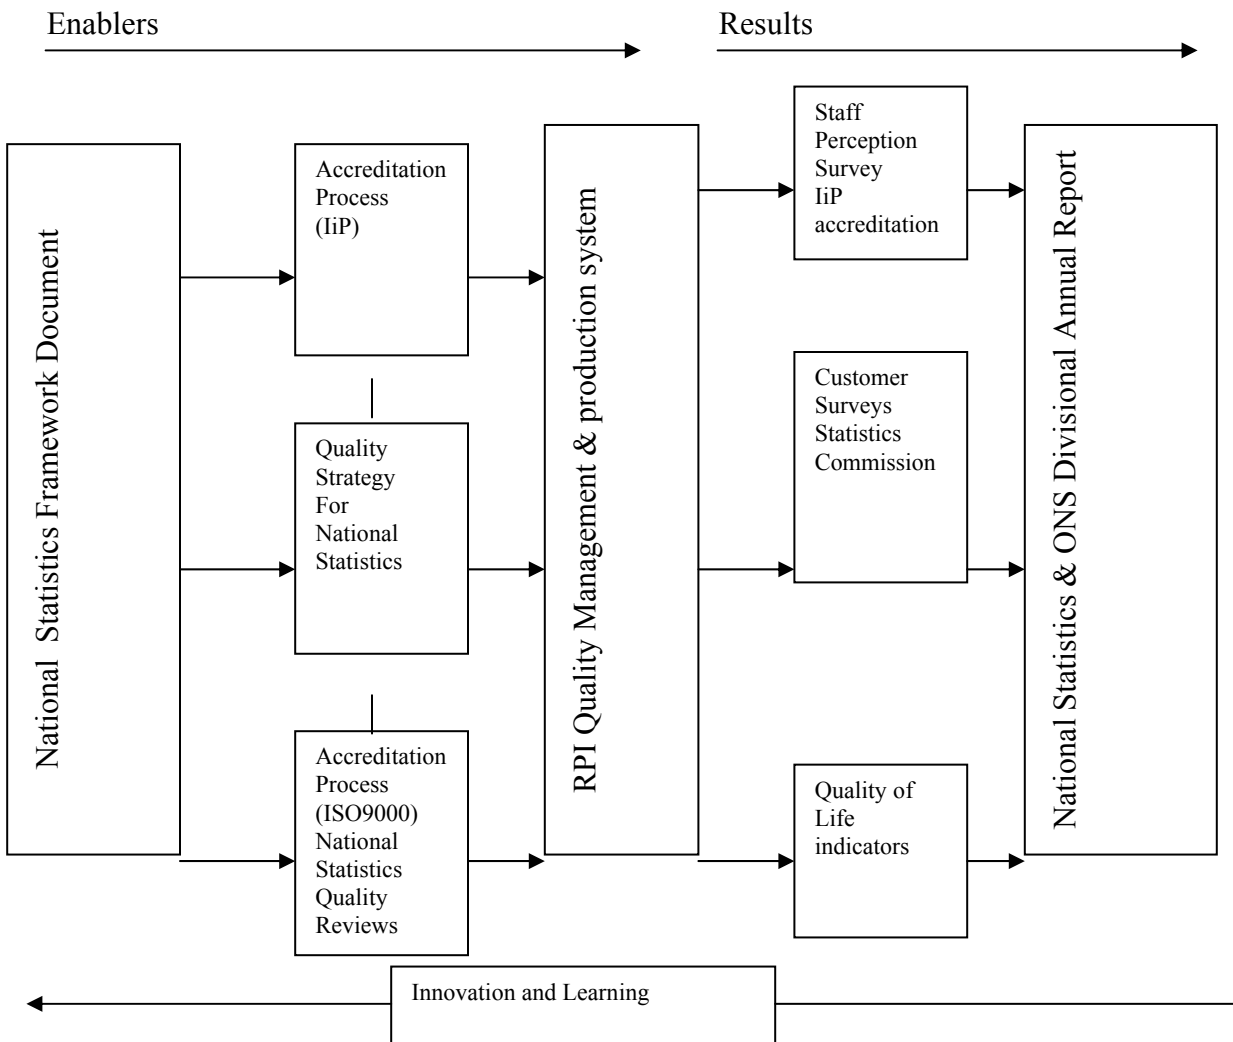 Enablers
Results
National Statistics Framework Document
Accreditation
Process
(IiP)
Quality
Strategy
For
National
Statistics
Accreditation
Process
(ISO9000)
National
Statistics
Quality
Reviews
RPI Quality Management & production system
Staff
Perception
Survey
IiP
accreditation
Customer
Surveys
Statistics
Commission
Quality of
Life
indicators
National Statistics & ONS Divisional Annual Report
Innovation and Learning